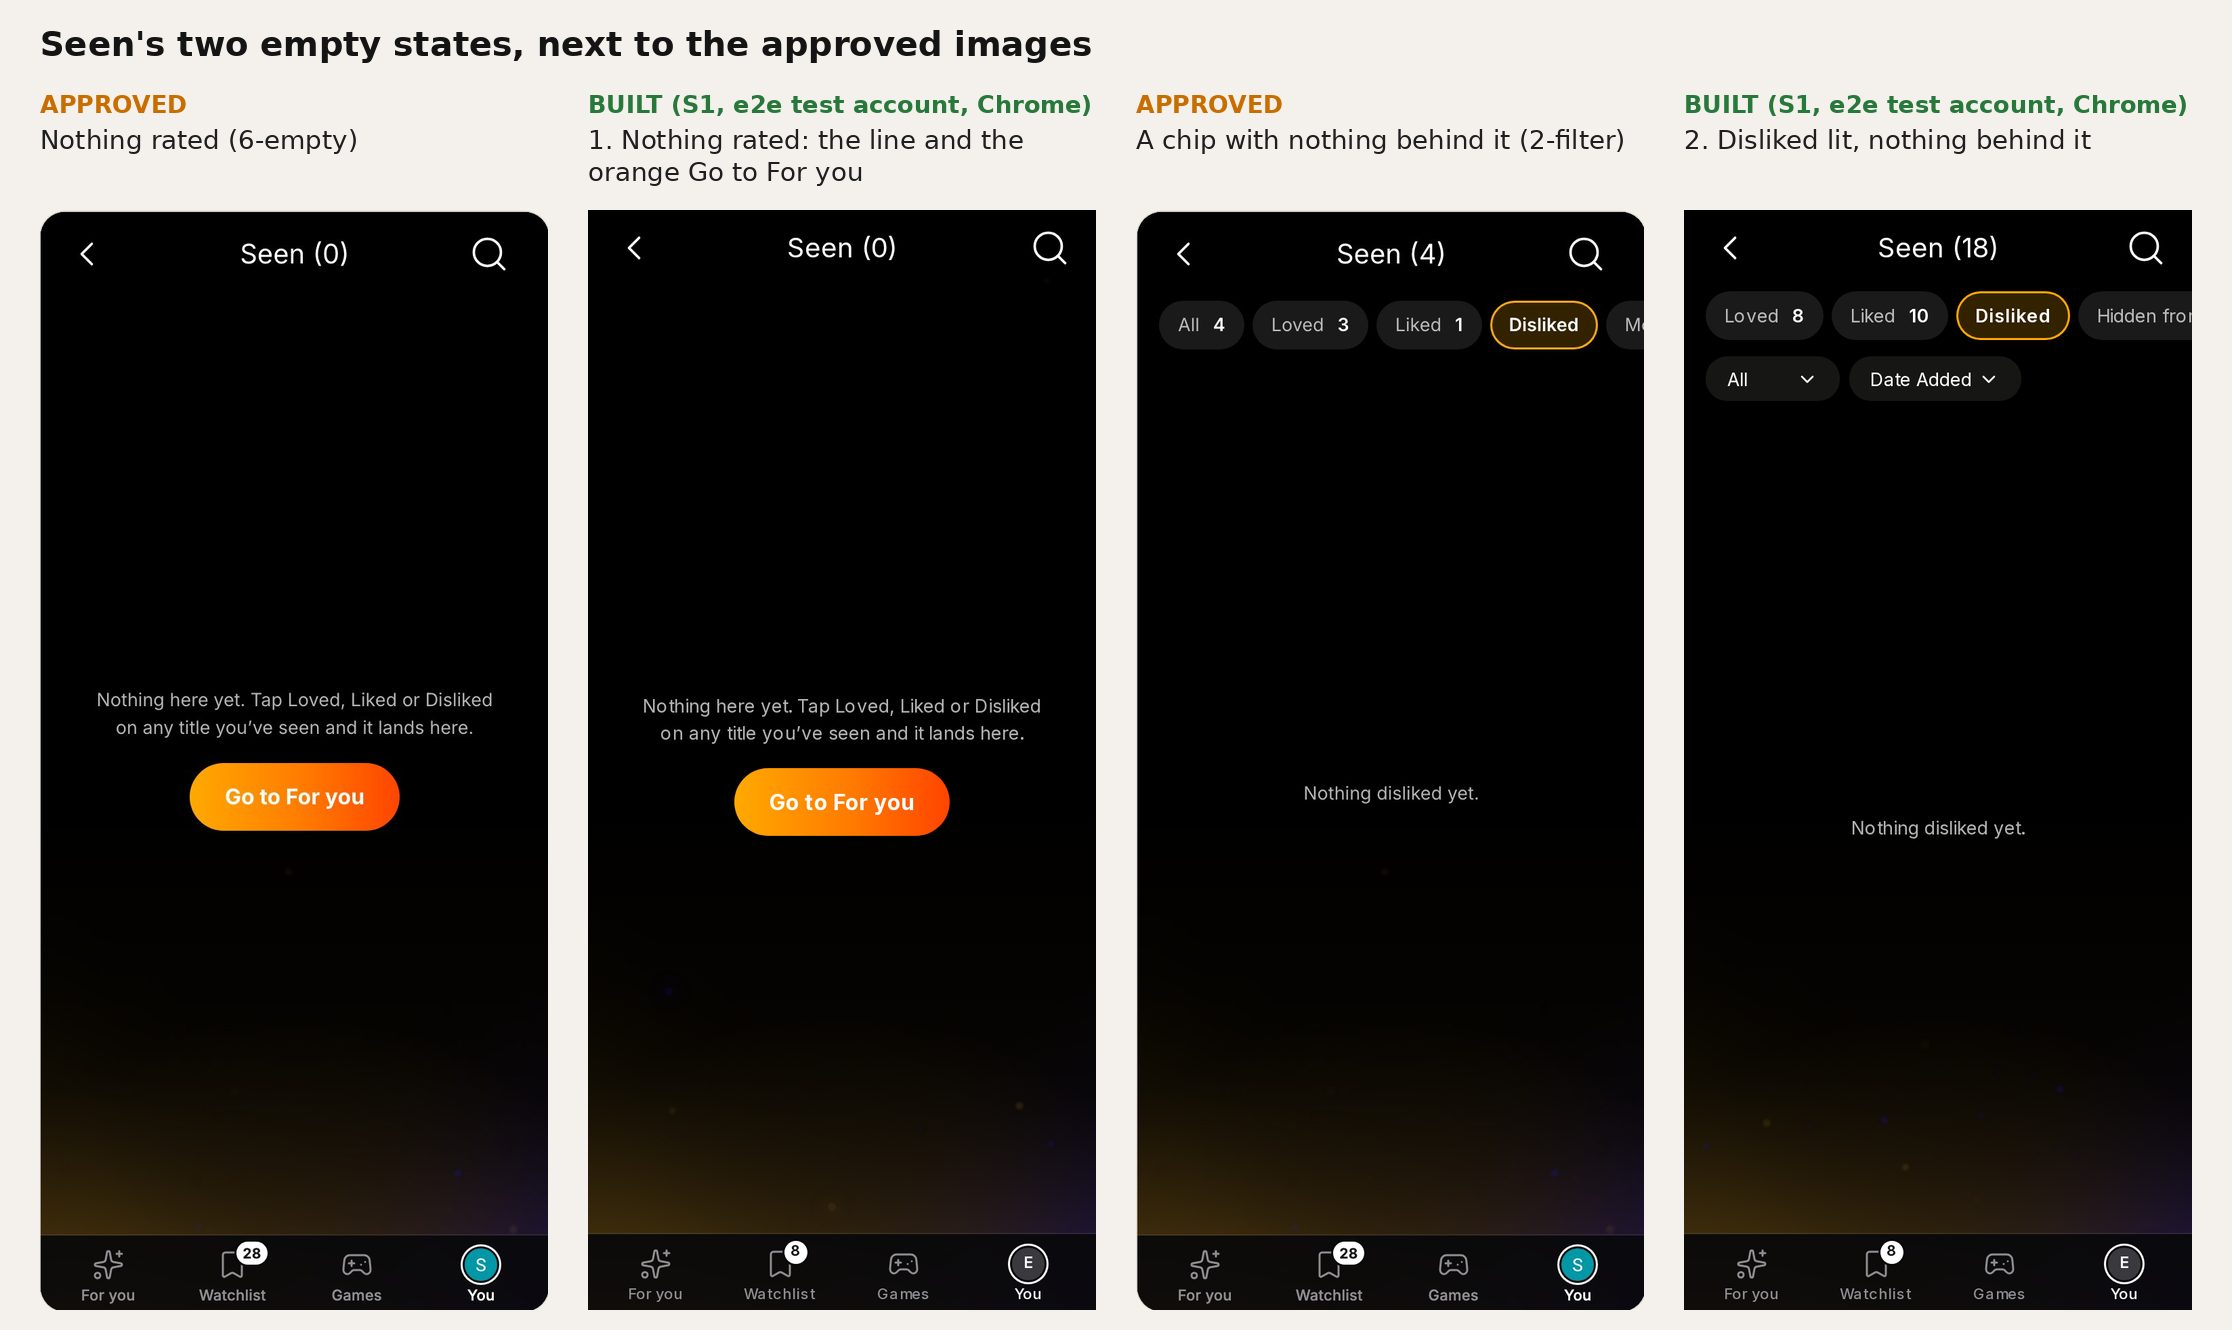 Seen's two empty states, next to the approved images
APPROVED
Nothing rated (6-empty)
Seen (0)
Nothing here yet. Tap Loved, Liked or Disliked
on any title you’ve seen and it lands here.
Go to For you
For you
28
Watchlist
Games
S
You
BUILT (S1, e2e test account, Chrome)
1. Nothing rated: the line and the
orange Go to For you
Seen (0)
Nothing here yet. Tap Loved, Liked or Disliked
on any title you’ve seen and it lands here.
Go to For you
For you
8
Watchlist
Games
E
You
APPROVED
A chip with nothing behind it (2-filter)
Seen (4)
All 4
Loved 3
Liked 1
Disliked
Nothing disliked yet.
For you
28
Watchlist
Games
S
You
BUILT (S1, e2e test account, Chrome)
2. Disliked lit, nothing behind it
Seen (18)
Loved 8
Liked 10
Disliked
Hidden
All
Date Added
Nothing disliked yet.
For you
8
Watchlist
Games
E
You